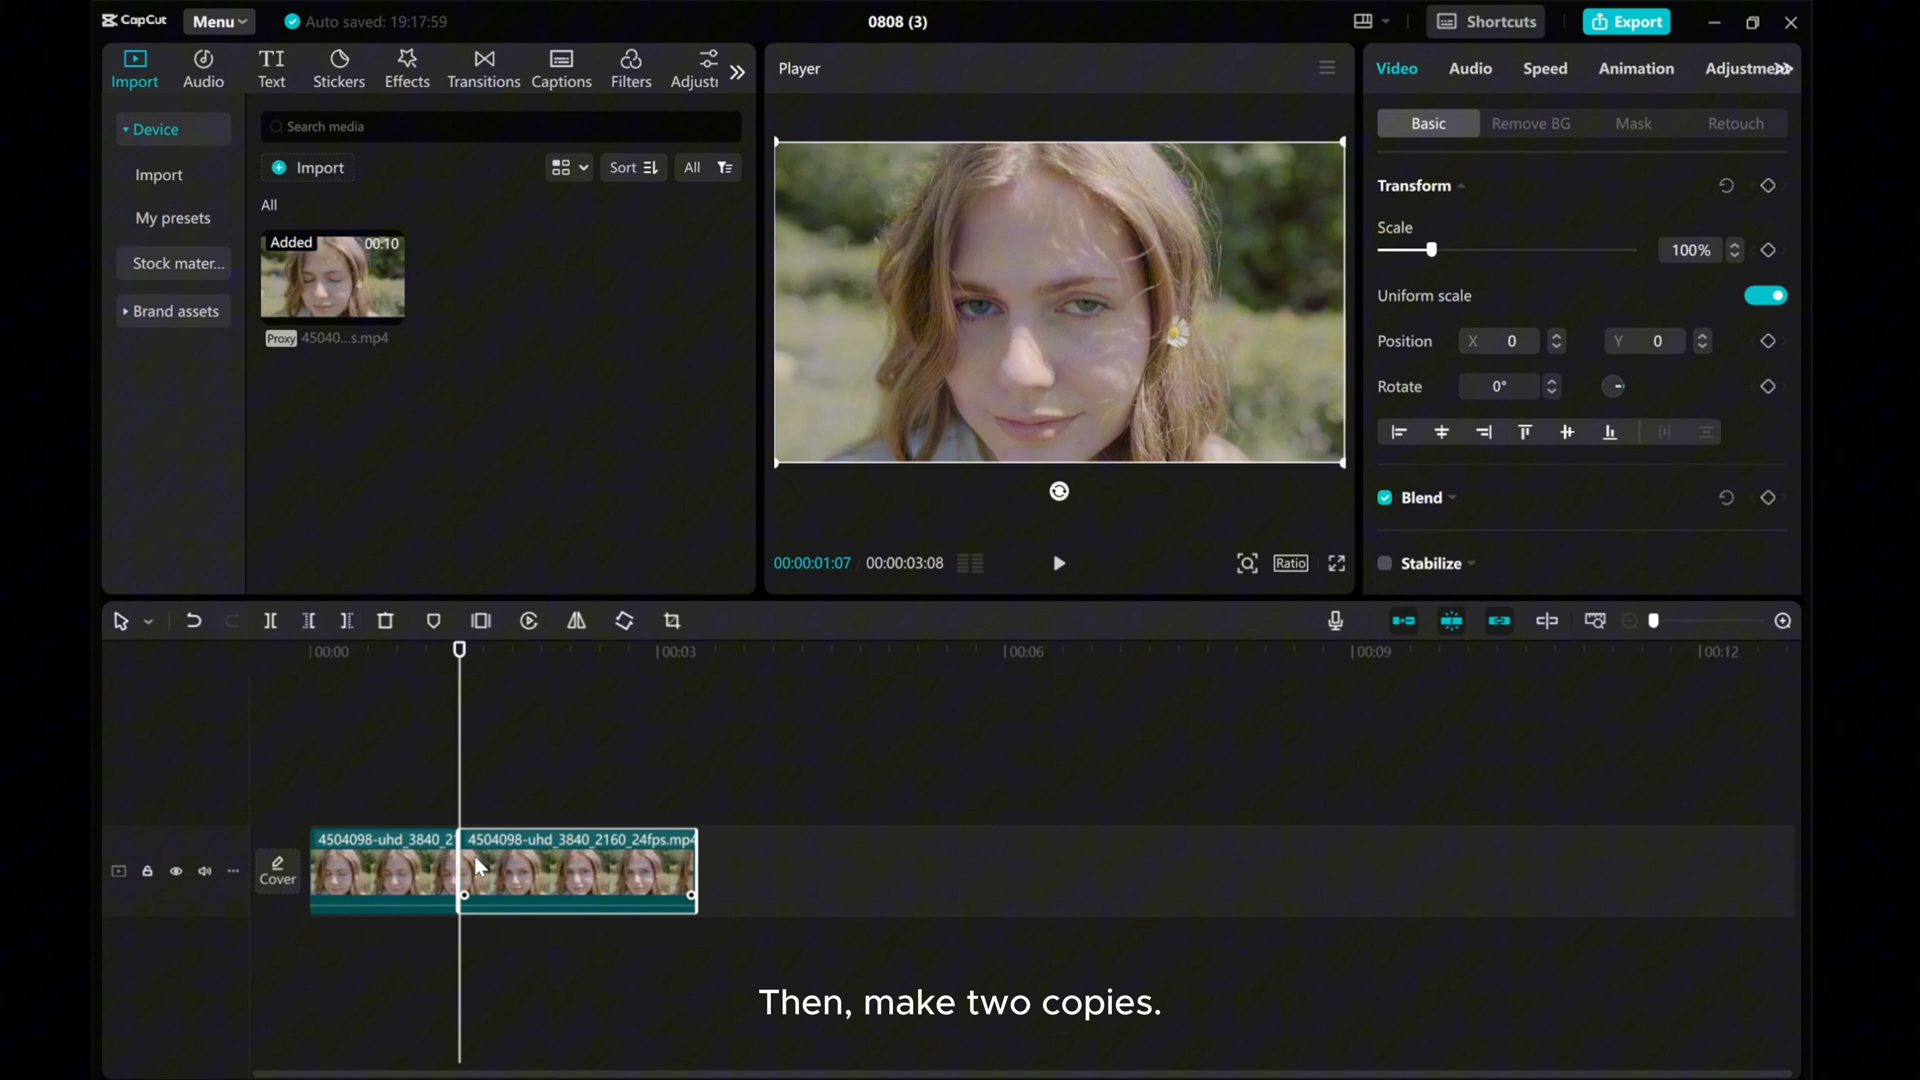 CapCut
Menu
Auto saved: 19:17:59
0808 (3)
Shortcuts
Export
Import
Audio
TI
Text
Stickers
Effects
Transitions
Captions
Filters
Adjustr
Device
Import
My presets
Stock mater...
Brand assets
Search media
Import
Sort
All
All
Added
00:10
Proxy
45040...s.mp4
Player
00:00:01:07
00:00:03:08
Ratio
Video
Audio
Speed
Animation
Adjustment
Basic
Remove BG
Mask
Retouch
Transform
Scale
100%
Uniform scale
Position
X 0
Y 0
Rotate
0°
Blend
Stabilize
00:00
00:03
00:06
00:09
00:12
Cover
4504098-uhd_3840_21
4504098-uhd_3840_2160_24fps.mp4
Then, make two copies.